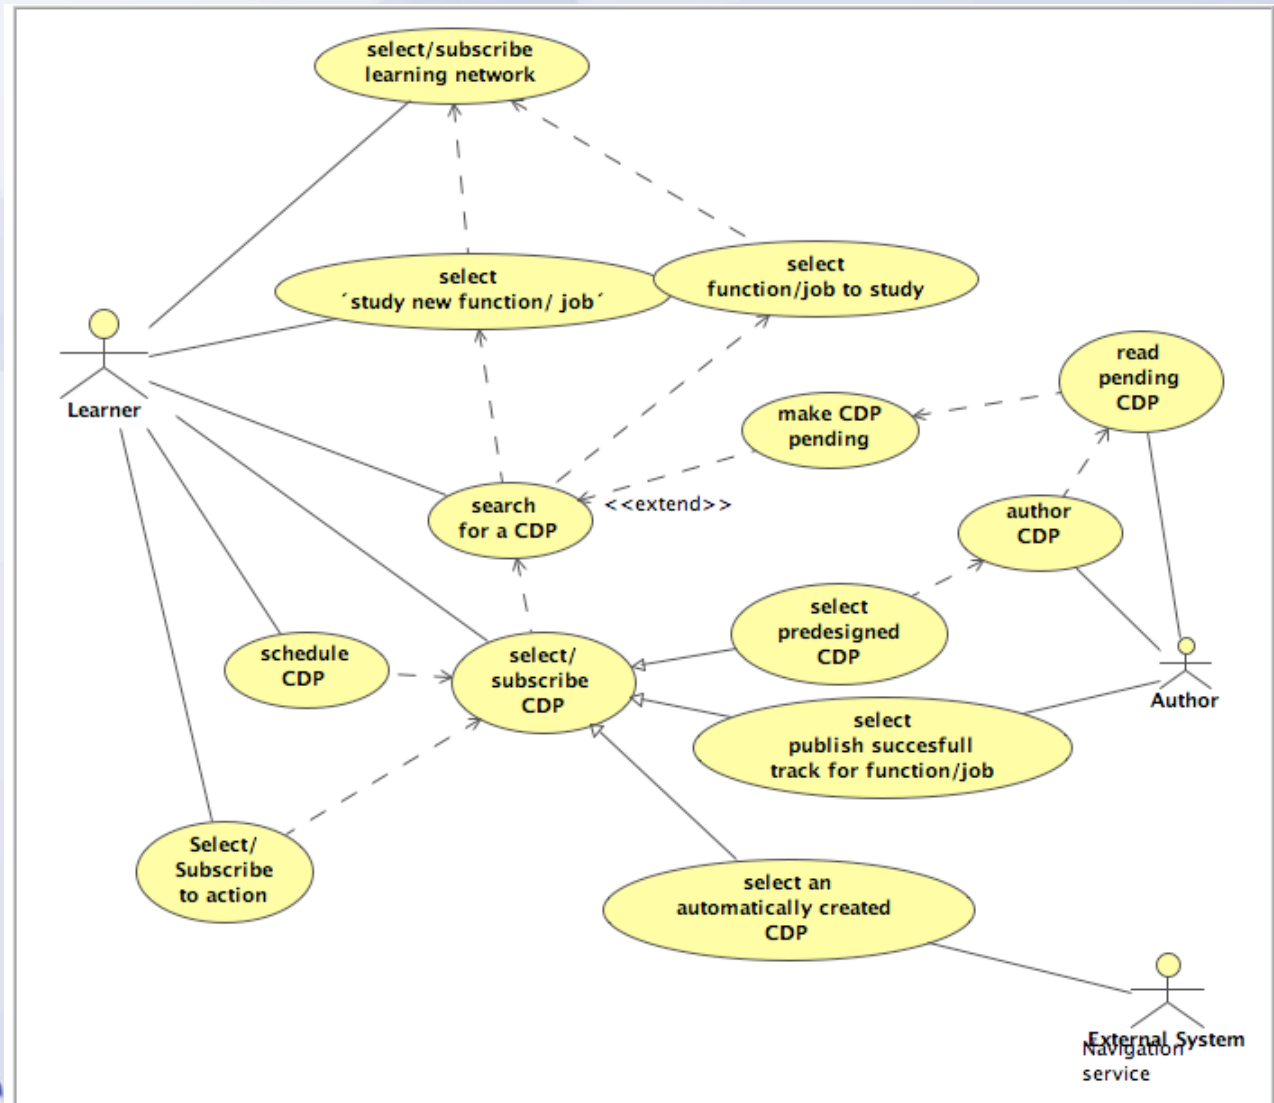 select/subscribe
learning network
select
´study new function/ job´
select
function/job to study
read
pending
CDP
Learner
make CDP
pending
search
for a CDP
<<extend>>
author
CDP
select
predesigned
CDP
schedule
CDP
select/
subscribe
CDP
Author
select
publish succesfull
track for function/job
Select/
Subscribe
to action
select an
automatically created
CDP
External System
Navigation
service